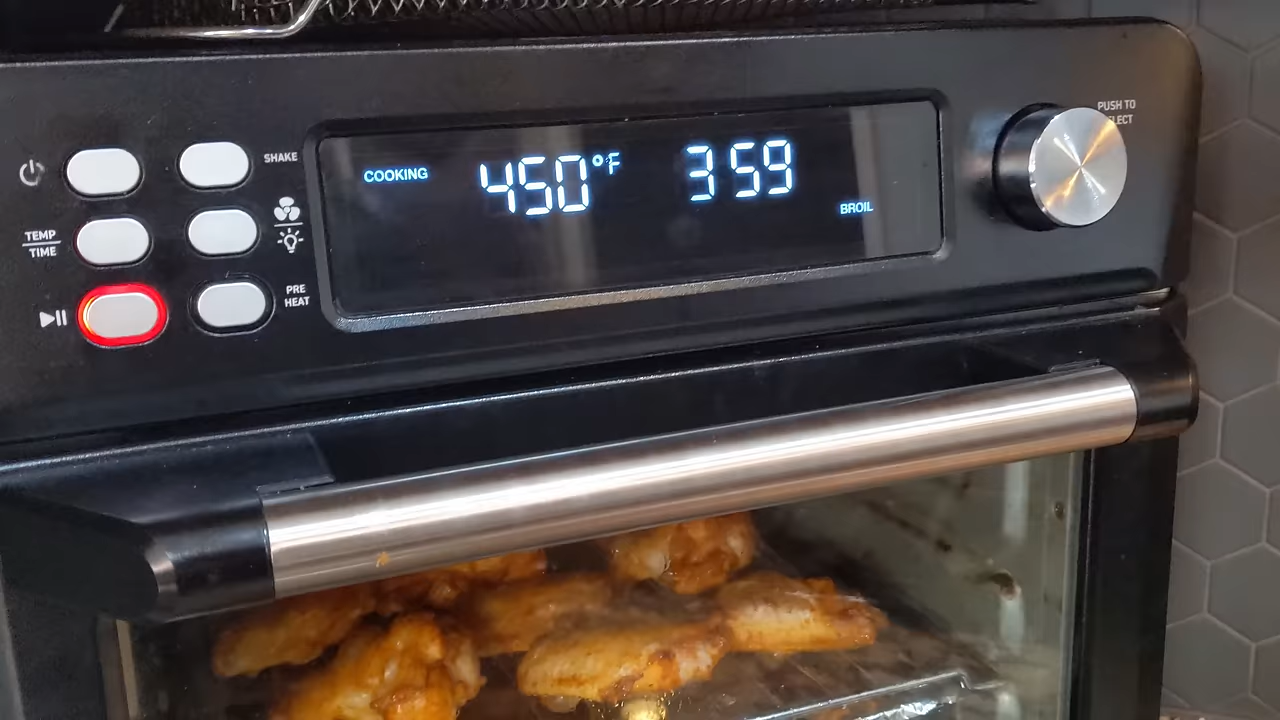 SHAKE
TEMP
TIME
PRE
HEAT
COOKING
450°F
3 59
BROIL
PUSH TO